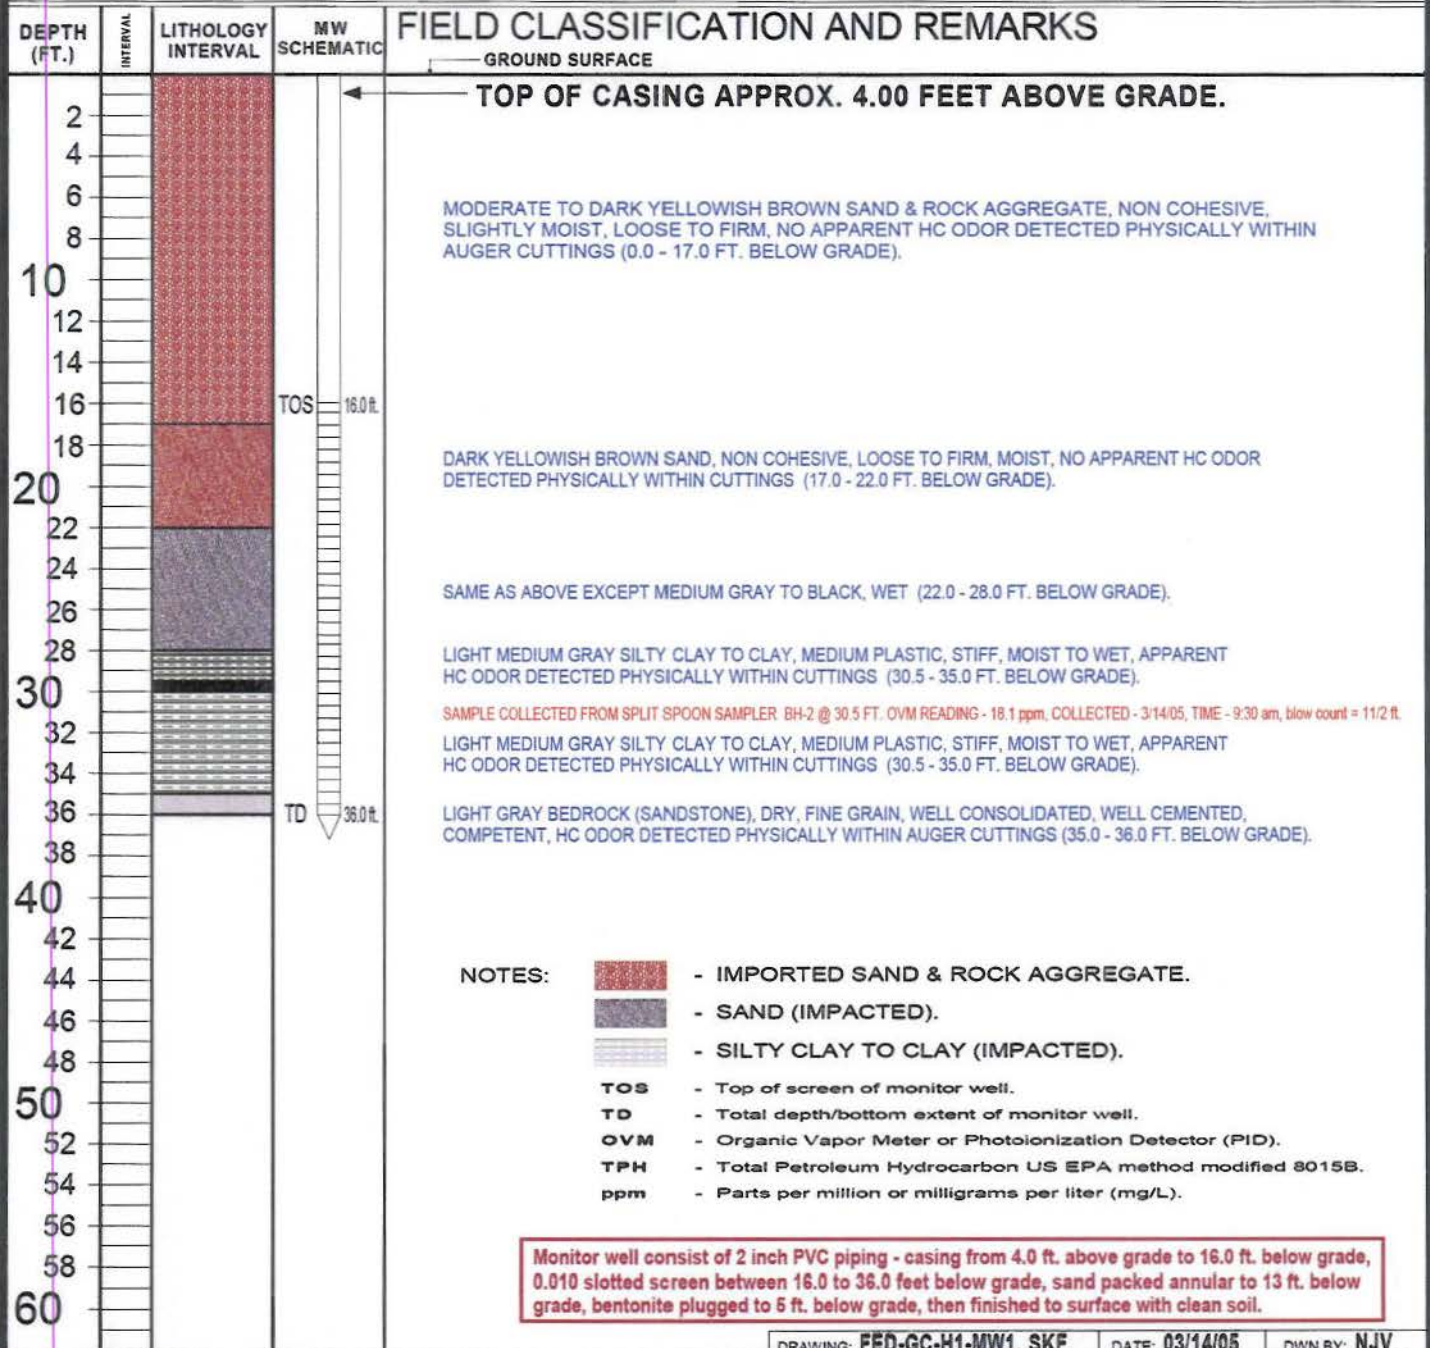 DEPTH
(FT.)
INTERVAL
LITHOLOGY
INTERVAL
MW
SCHEMATIC
FIELD CLASSIFICATION AND REMARKS
GROUND SURFACE
TOP OF CASING APPROX. 4.00 FEET ABOVE GRADE.
2
4
6
MODERATE TO DARK YELLOWISH BROWN SAND & ROCK AGGREGATE, NON COHESIVE,
SLIGHTLY MOIST, LOOSE TO FIRM, NO APPARENT HC ODOR DETECTED PHYSICALLY WITHIN
AUGER CUTTINGS (0.0 - 17.0 FT. BELOW GRADE).
8
10
12
14
16
TOS 16.0 ft.
18
DARK YELLOWISH BROWN SAND, NON COHESIVE, LOOSE TO FIRM, MOIST, NO APPARENT HC ODOR
DETECTED PHYSICALLY WITHIN CUTTINGS (17.0 - 22.0 FT. BELOW GRADE).
20
22
24
SAME AS ABOVE EXCEPT MEDIUM GRAY TO BLACK, WET (22.0 - 28.0 FT. BELOW GRADE).
26
28
LIGHT MEDIUM GRAY SILTY CLAY TO CLAY, MEDIUM PLASTIC, STIFF, MOIST TO WET, APPARENT
HC ODOR DETECTED PHYSICALLY WITHIN CUTTINGS (30.5 - 35.0 FT. BELOW GRADE).
30
SAMPLE COLLECTED FROM SPLIT SPOON SAMPLER BH-2 @ 30.5 FT. OVM READING - 18.1 ppm, COLLECTED - 3/14/05, TIME - 9:30 am, blow count = 11/2 ft.
32
LIGHT MEDIUM GRAY SILTY CLAY TO CLAY, MEDIUM PLASTIC, STIFF, MOIST TO WET, APPARENT
HC ODOR DETECTED PHYSICALLY WITHIN CUTTINGS (30.5 - 35.0 FT. BELOW GRADE).
34
36
TD 36.0 ft.
LIGHT GRAY BEDROCK (SANDSTONE), DRY, FINE GRAIN, WELL CONSOLIDATED, WELL CEMENTED,
COMPETENT, HC ODOR DETECTED PHYSICALLY WITHIN AUGER CUTTINGS (35.0 - 36.0 FT. BELOW GRADE).
38
40
42
44
46
48
50
52
54
56
58
60
NOTES:
- IMPORTED SAND & ROCK AGGREGATE.
- SAND (IMPACTED).
- SILTY CLAY TO CLAY (IMPACTED).
TOS - Top of screen of monitor well.
TD - Total depth/bottom extent of monitor well.
OVM - Organic Vapor Meter or Photoionization Detector (PID).
TPH - Total Petroleum Hydrocarbon US EPA method modified 8015B.
ppm - Parts per million or milligrams per liter (mg/L).
Monitor well consist of 2 inch PVC piping - casing from 4.0 ft. above grade to 16.0 ft. below grade,
0.010 slotted screen between 16.0 to 36.0 feet below grade, sand packed annular to 13 ft. below
grade, bentonite plugged to 5 ft. below grade, then finished to surface with clean soil.
DRAWING: FED-GC-H1-MW1. SKF DATE: 03/14/05 DWN BY: NJV